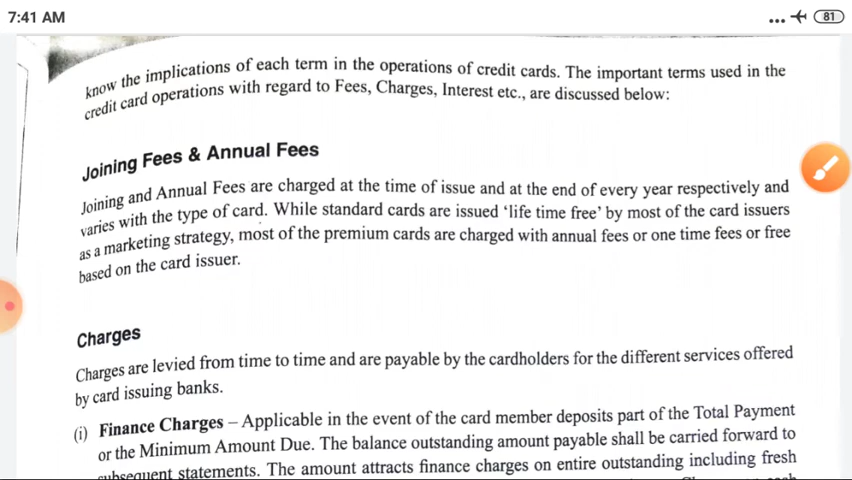 7:41 AM
81
know the implications of each term in the operations of credit cards. The important terms used in the
credit card operations with regard to Fees, Charges, Interest etc., are discussed below:
Joining Fees & Annual Fees
Joining and Annual Fees are charged at the time of issue and at the end of every year respectively and
varies with the type of card. While standard cards are issued ‘life time free’ by most of the card issuers
as a marketing strategy, most of the premium cards are charged with annual fees or one time fees or free
based on the card issuer.
Charges
Charges are levied from time to time and are payable by the cardholders for the different services offered
by card issuing banks.
(i) Finance Charges – Applicable in the event of the card member deposits part of the Total Payment
or the Minimum Amount Due. The balance outstanding amount payable shall be carried forward to
subsequent statements. The amount attracts finance charges on entire outstanding including fresh